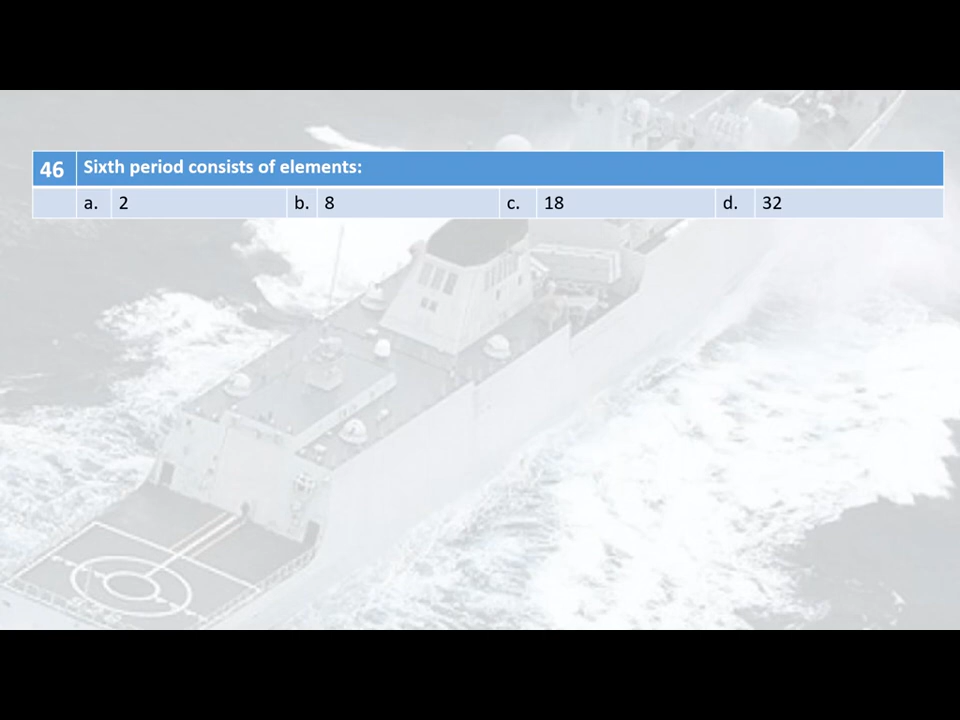 46 Sixth period consists of elements:
a. 2 b. 8 c. 18 d. 32